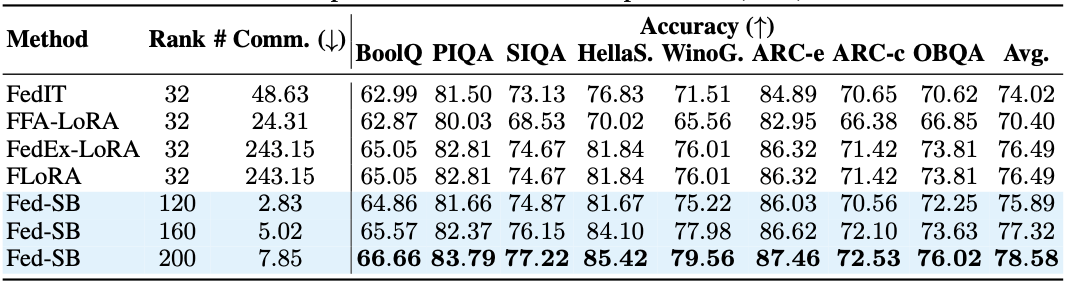 Method Rank # Comm. (↓) Accuracy (↑)
BoolQ PIQA SIQA HellaS. WinoG. ARC-e ARC-c OBQA Avg.
FedIT 32 48.63 62.99 81.50 73.13 76.83 71.51 84.89 70.65 70.62 74.02
FFA-LoRA 32 24.31 62.87 80.03 68.53 70.02 65.56 82.95 66.38 66.85 70.40
FedEx-LoRA 32 243.15 65.05 82.81 74.67 81.84 76.01 86.32 71.42 73.81 76.49
FLoRA 32 243.15 65.05 82.81 74.67 81.84 76.01 86.32 71.42 73.81 76.49
Fed-SB 120 2.83 64.86 81.66 74.87 81.67 75.22 86.03 70.56 72.25 75.89
Fed-SB 160 5.02 65.57 82.37 76.15 84.10 77.98 86.62 72.10 73.63 77.32
Fed-SB 200 7.85 66.66 83.79 77.22 85.42 79.56 87.46 72.53 76.02 78.58